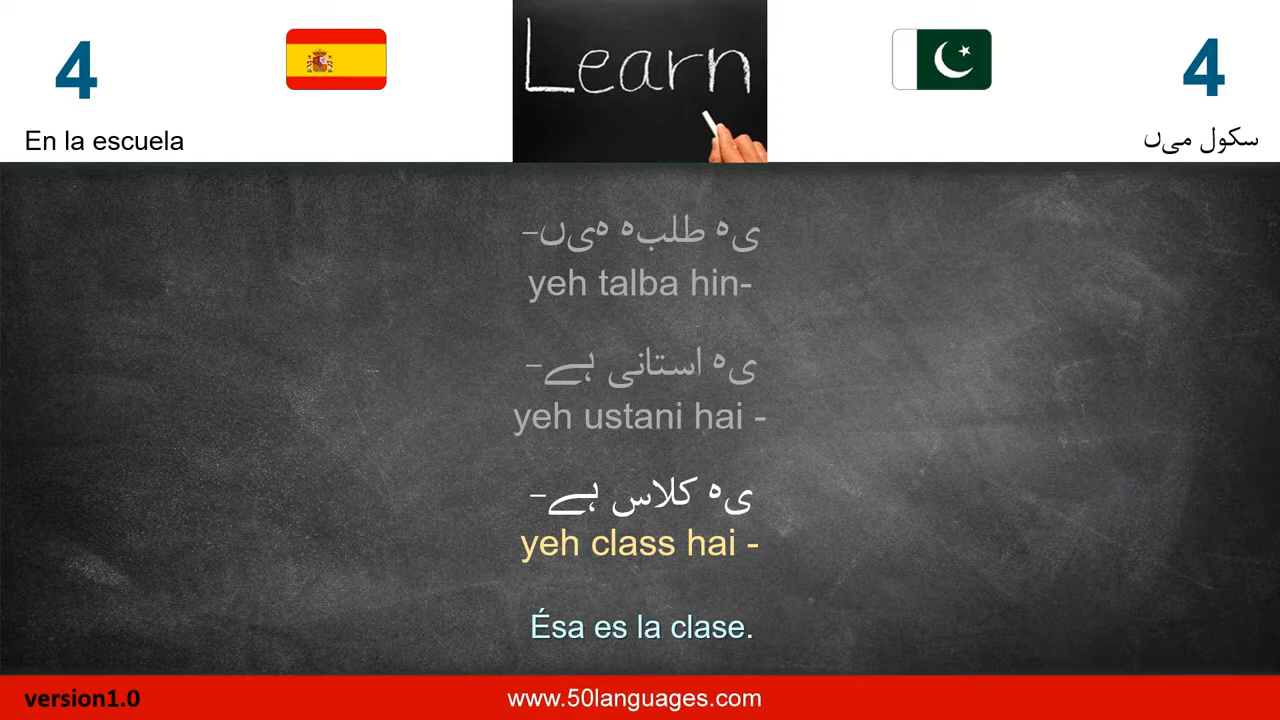 4
Learn
4
En la escuela
سکول میں
یہ طلبہ ہیں-
yeh talba hin-
یہ استانی ہے-
yeh ustani hai -
یہ کلاس ہے-
yeh class hai -
Ésa es la clase.
version1.0
www.50languages.com